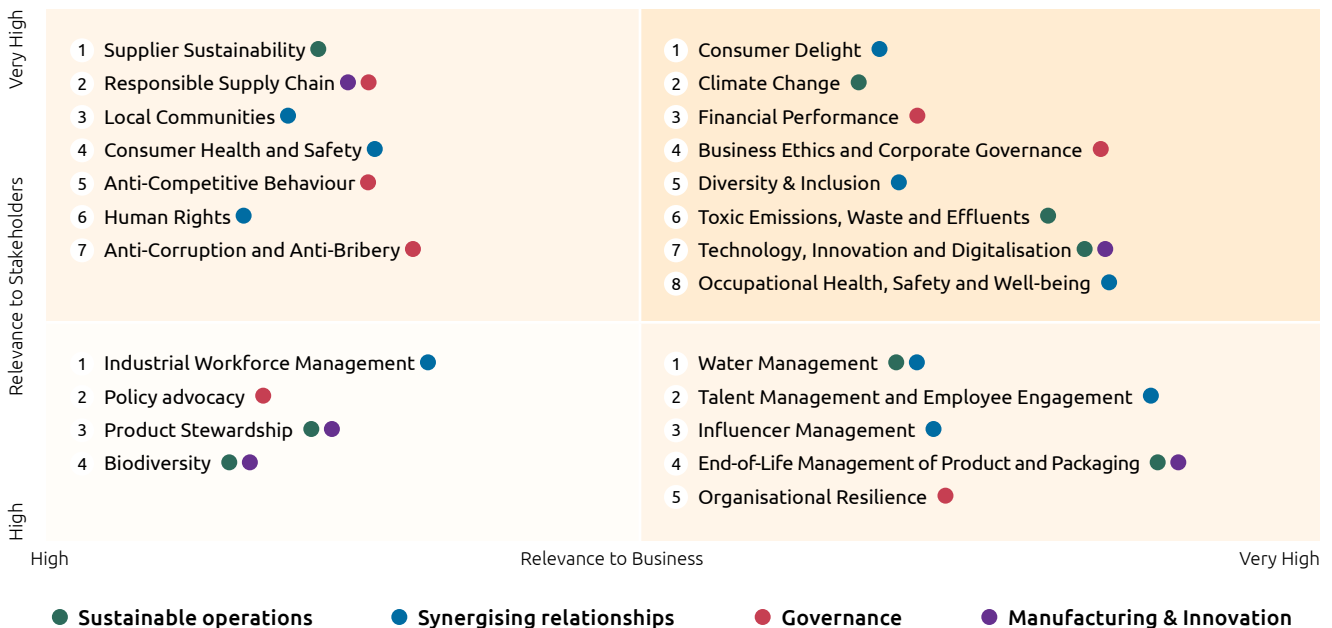 Very High
Relevance to Stakeholders
High
1 Supplier Sustainability
2 Responsible Supply Chain
3 Local Communities
4 Consumer Health and Safety
5 Anti-Competitive Behaviour
6 Human Rights
7 Anti-Corruption and Anti-Bribery
1 Consumer Delight
2 Climate Change
3 Financial Performance
4 Business Ethics and Corporate Governance
5 Diversity & Inclusion
6 Toxic Emissions, Waste and Effluents
7 Technology, Innovation and Digitalisation
8 Occupational Health, Safety and Well-being
1 Industrial Workforce Management
2 Policy advocacy
3 Product Stewardship
4 Biodiversity
1 Water Management
2 Talent Management and Employee Engagement
3 Influencer Management
4 End-of-Life Management of Product and Packaging
5 Organisational Resilience
High
Relevance to Business
Very High
Sustainable operations
Synergising relationships
Governance
Manufacturing & Innovation